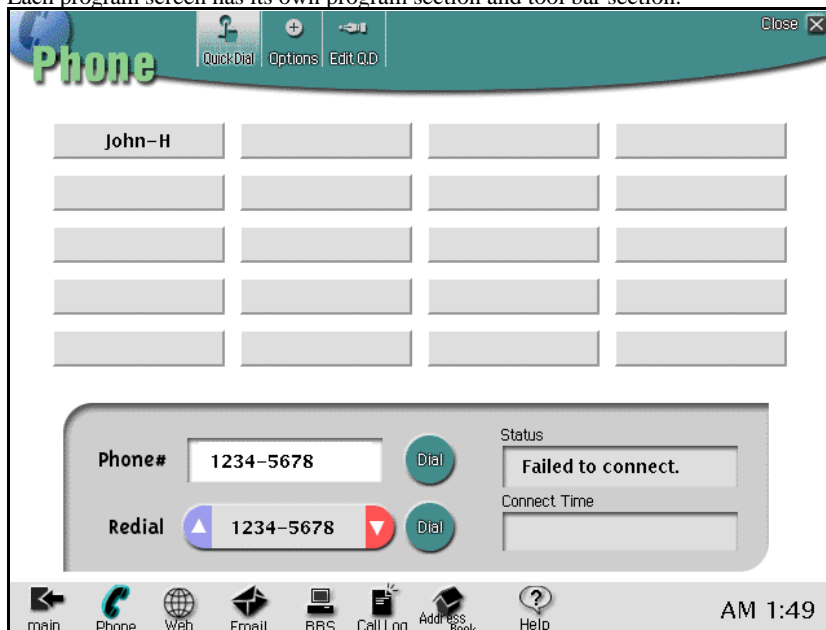 Each program screen has its own program section and tool bar section.
Close
Phone
QuickDial Options Edit Q.D
John-H
Status
Phone# 1234-5678 Dial Failed to connect.
Connect Time
Redial 1234-5678 Dial
main Phone Web Email BBS Call Log Address Book Help AM 1:49